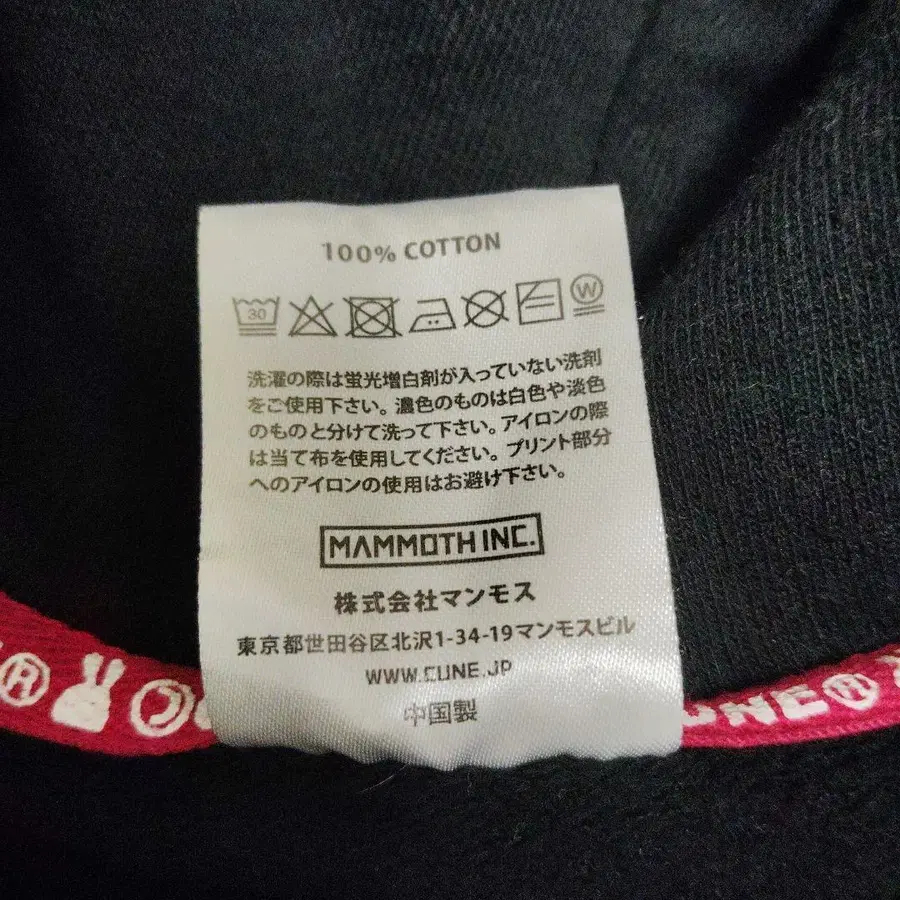 100% COTTON
30
W
洗濯の際は蛍光増白剤が入っていない洗剤
をご使用下さい。濃色のものは白色や淡色
のものと分けて洗って下さい。アイロンの際
は当て布を使用してください。プリント部分
へのアイロンの使用はお避け下さい。
MAMMOTH INC.
株式会社マンモス
東京都世田谷区北沢1-34-19マンモスビル
WWW.CUNE.JP
中国製
® C UNE®